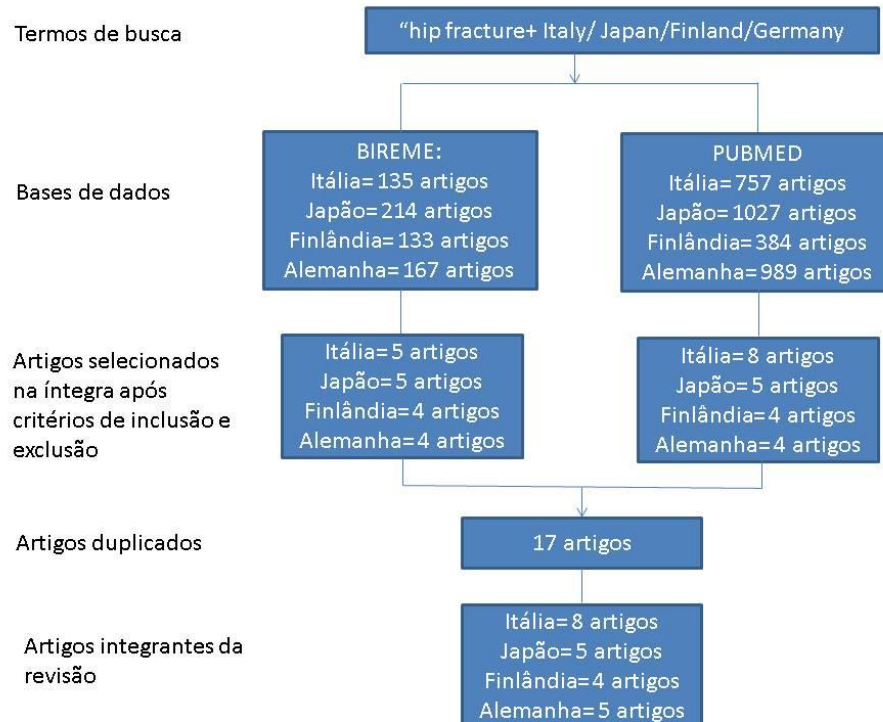 Termos de busca
“hip fracture+ Italy/ Japan/Finland/Germany
Bases de dados
BIREME:
Itália= 135 artigos
Japão= 214 artigos
Finlândia= 133 artigos
Alemanha= 167 artigos
PUBMED
Itália= 757 artigos
Japão= 1027 artigos
Finlândia= 384 artigos
Alemanha= 989 artigos
Artigos selecionados
na íntegra após
critérios de inclusão e
exclusão
Itália= 5 artigos
Japão= 5 artigos
Finlândia= 4 artigos
Alemanha= 4 artigos
Itália= 8 artigos
Japão= 5 artigos
Finlândia= 4 artigos
Alemanha= 4 artigos
Artigos duplicados
17 artigos
Artigos integrantes da
revisão
Itália= 8 artigos
Japão= 5 artigos
Finlândia= 4 artigos
Alemanha= 5 artigos